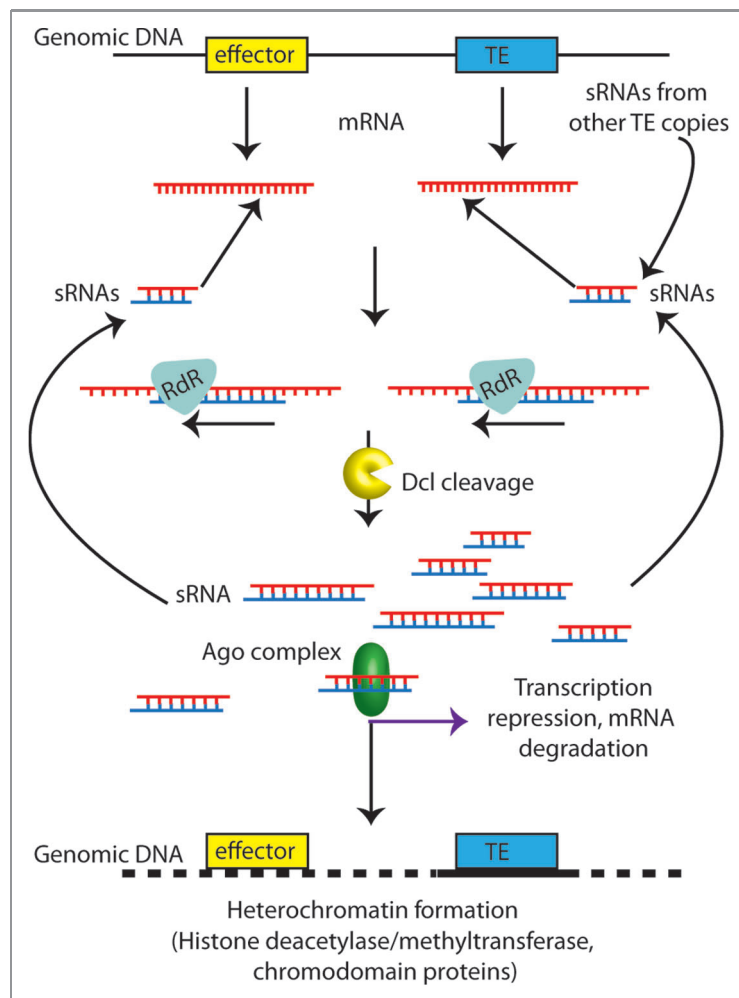 Genomic DNA
effector
TE
mRNA
sRNAs from
other TE copies
sRNAs
sRNAs
RdR
RdR
Dcl cleavage
sRNA
Ago complex
Transcription
repression, mRNA
degradation
Genomic DNA
effector
TE
Heterochromatin formation
(Histone deacetylase/methyltransferase,
chromodomain proteins)